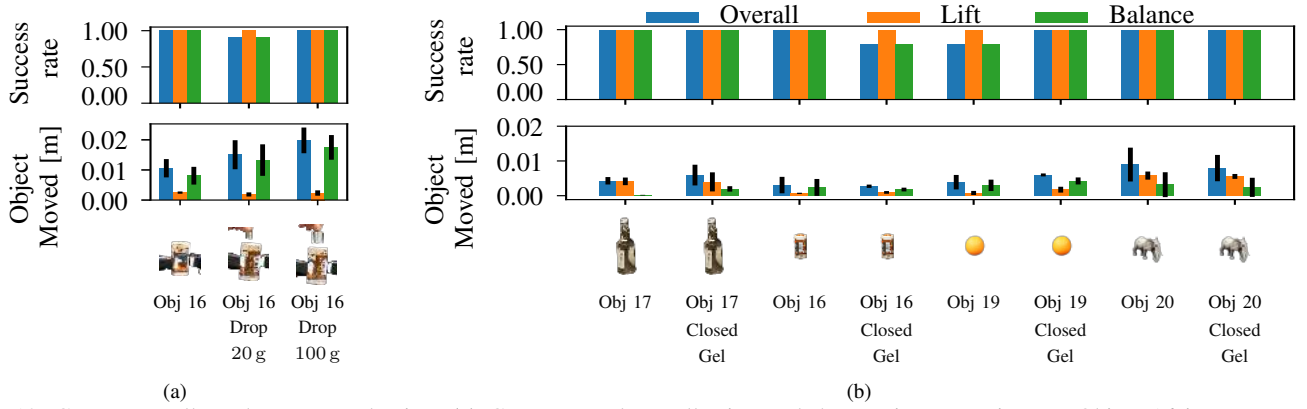 Overall Lift Balance
Success
rate
1.00
0.50
0.00
Object
Moved [m]
0.02
0.01
0.00
Obj 16
Obj 16
Drop
20 g
Obj 16
Drop
100 g
(a)
Success
rate
1.00
0.50
0.00
Object
Moved [m]
0.02
0.01
0.00
Obj 17
Obj 17
Closed
Gel
Obj 16
Obj 16
Closed
Gel
Obj 19
Obj 19
Closed
Gel
Obj 20
Obj 20
Closed
Gel
(b)